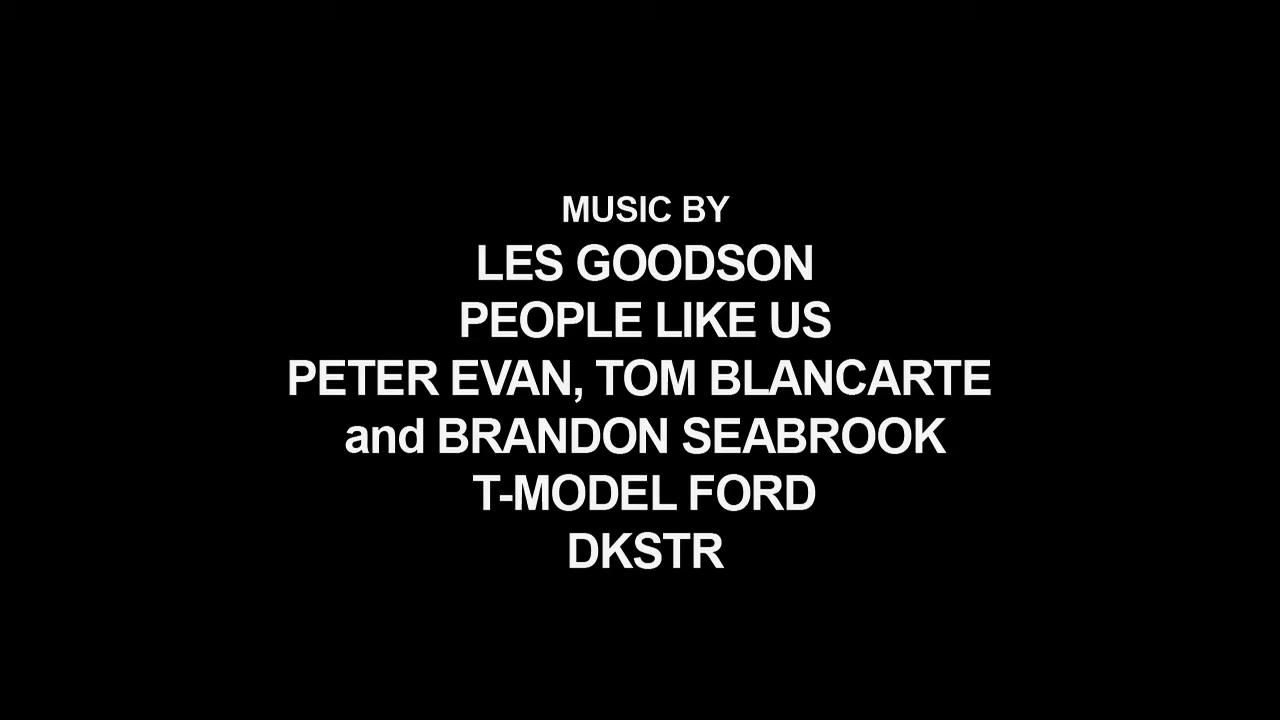 MUSIC BY
LES GOODSON
PEOPLE LIKE US
PETER EVAN, TOM BLANCARTE
and BRANDON SEABROOK
T-MODEL FORD
DKSTR